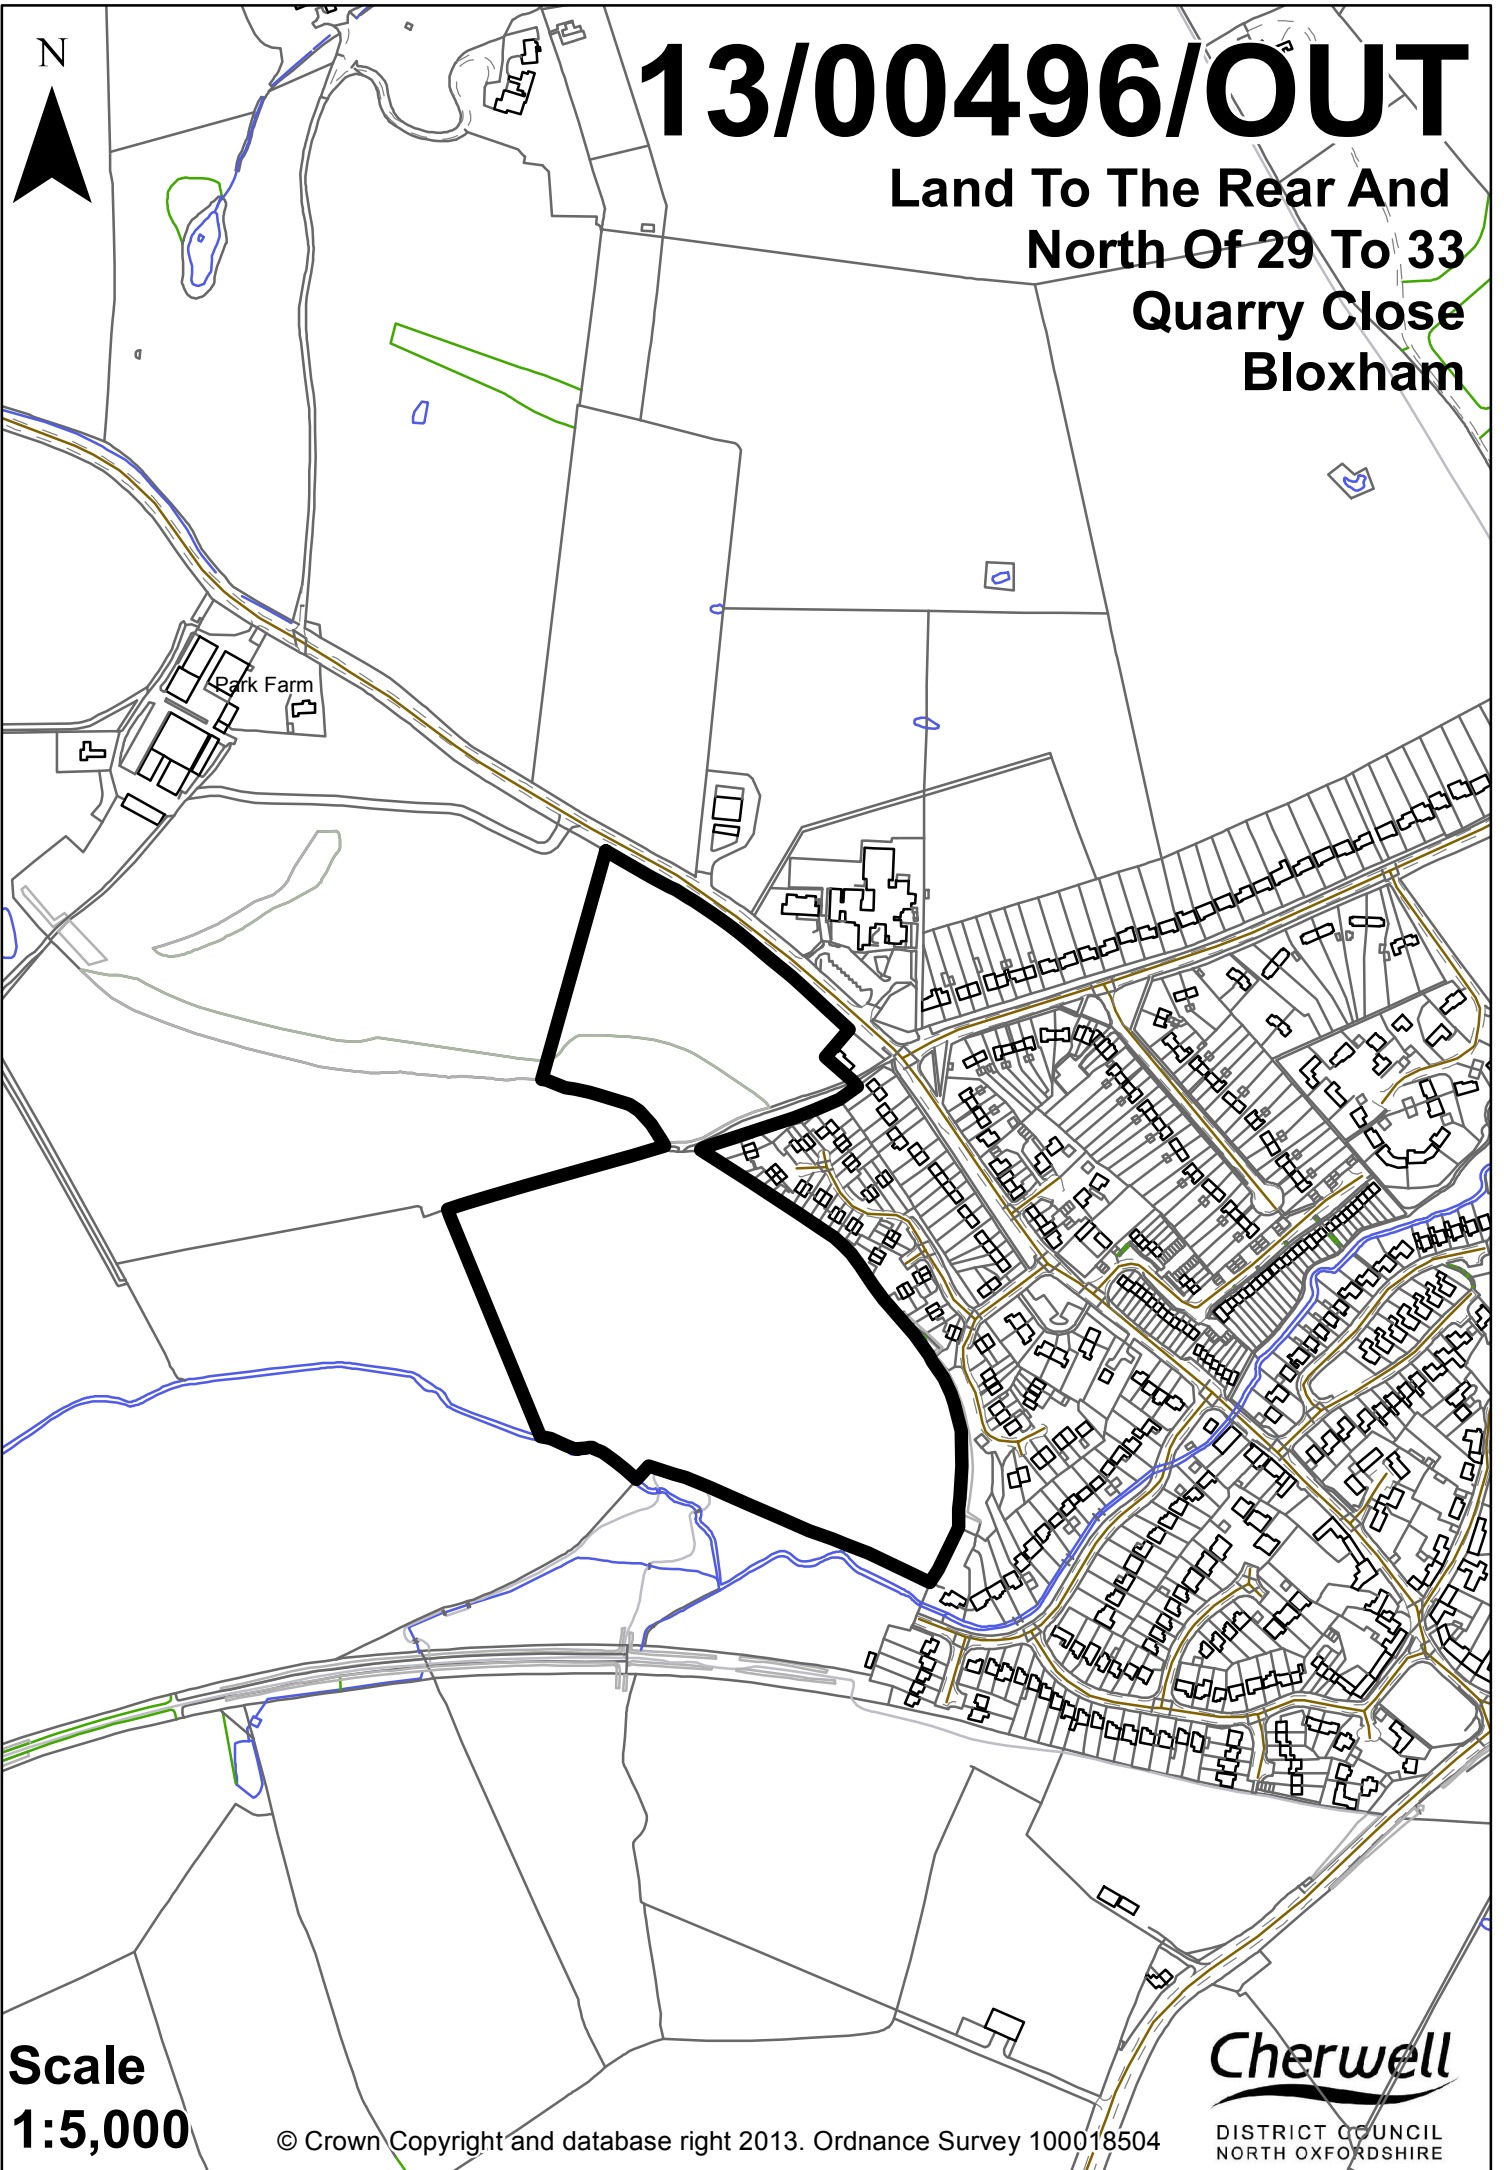 N
13/00496/OUT
Land To The Rear And
North Of 29 To 33
Quarry Close
Bloxham
Park Farm
Scale
1:5,000
© Crown Copyright and database right 2013. Ordnance Survey 100018504
Cherwell
DISTRICT COUNCIL
NORTH OXFORDSHIRE